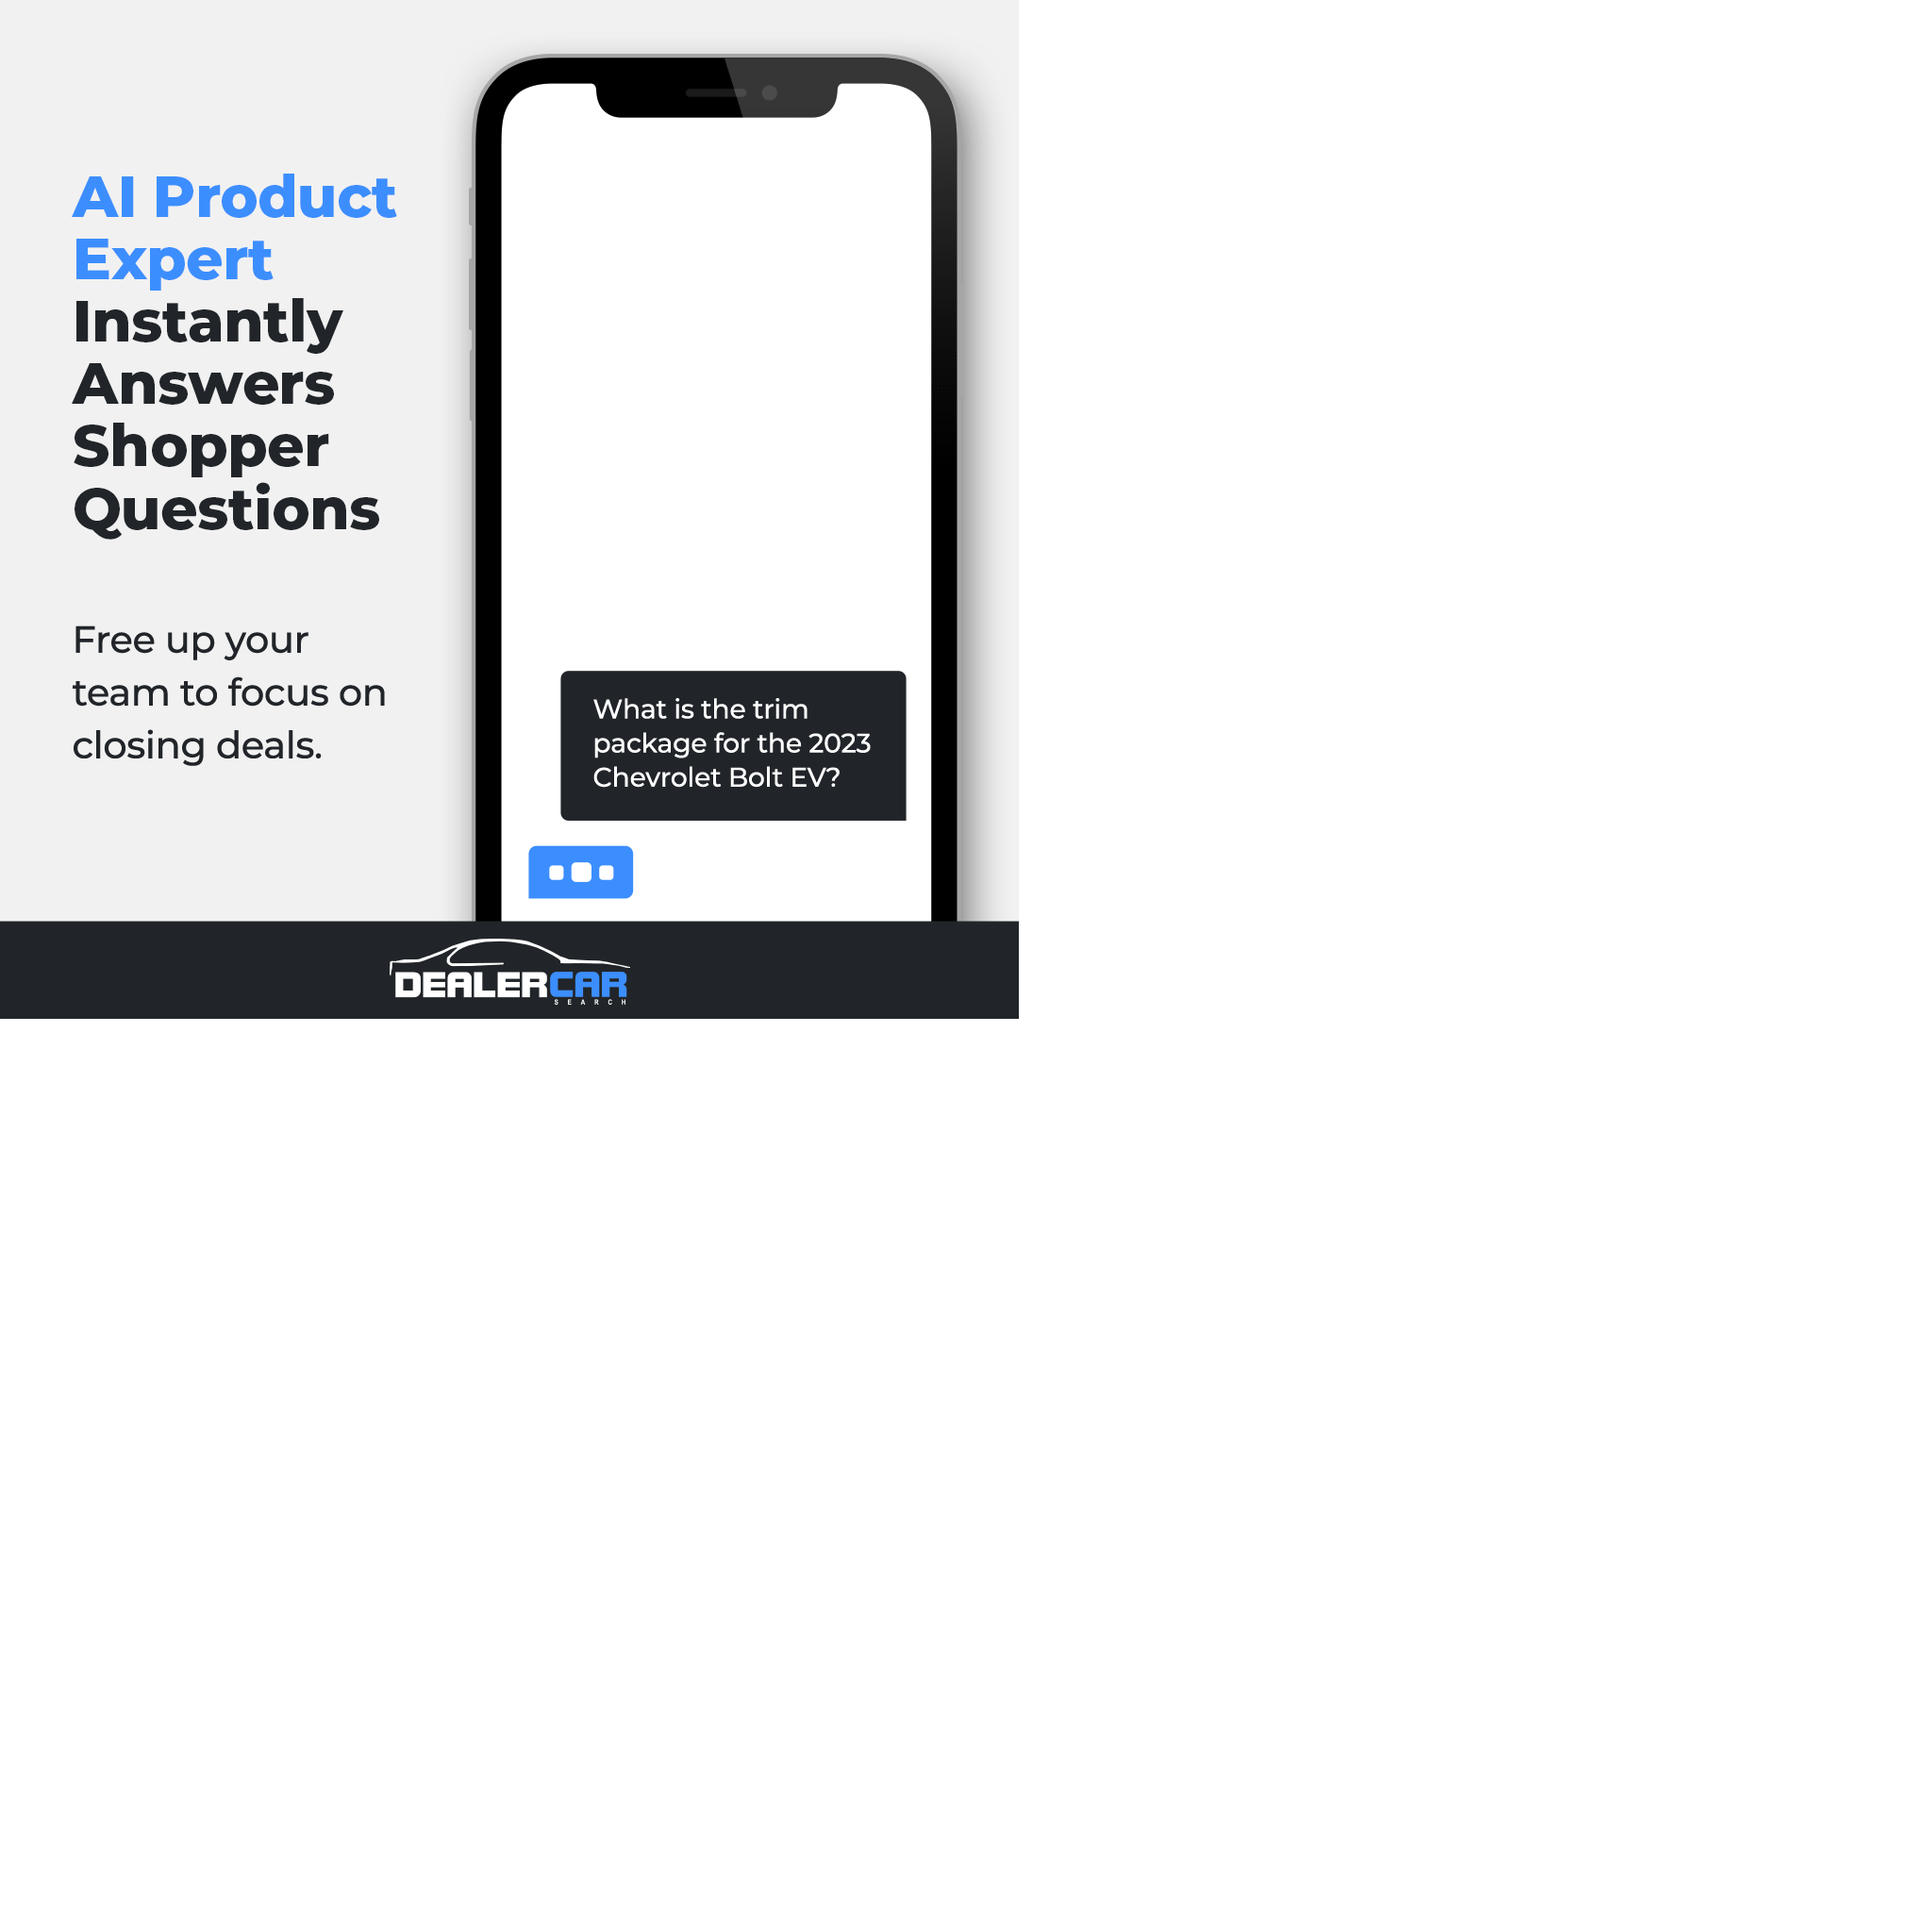 AI Product
Expert
Instantly
Answers
Shopper
Questions
Free up your
team to focus on
closing deals.
What is the trim
package for the 2023
Chevrolet Bolt EV?
DEALERCAR
SEARCH